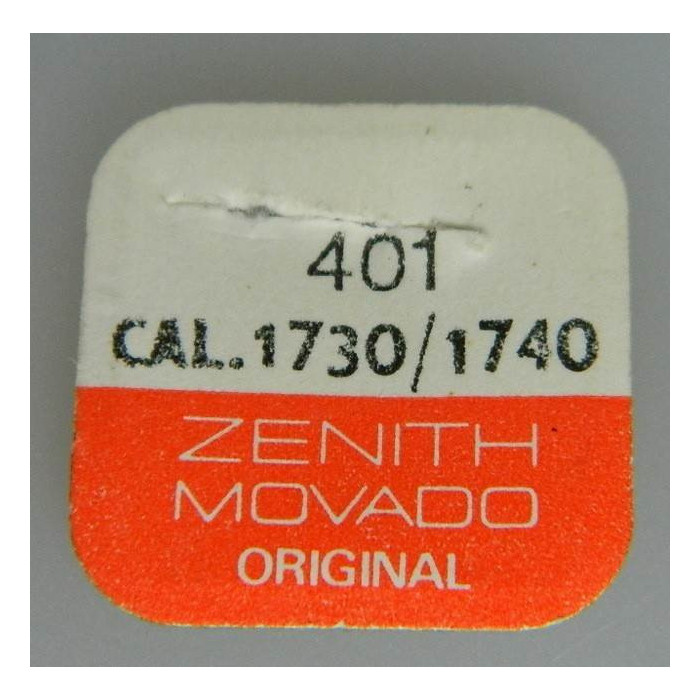 401
CAL. 1730/1740
ZENITH
MOVADO
ORIGINAL